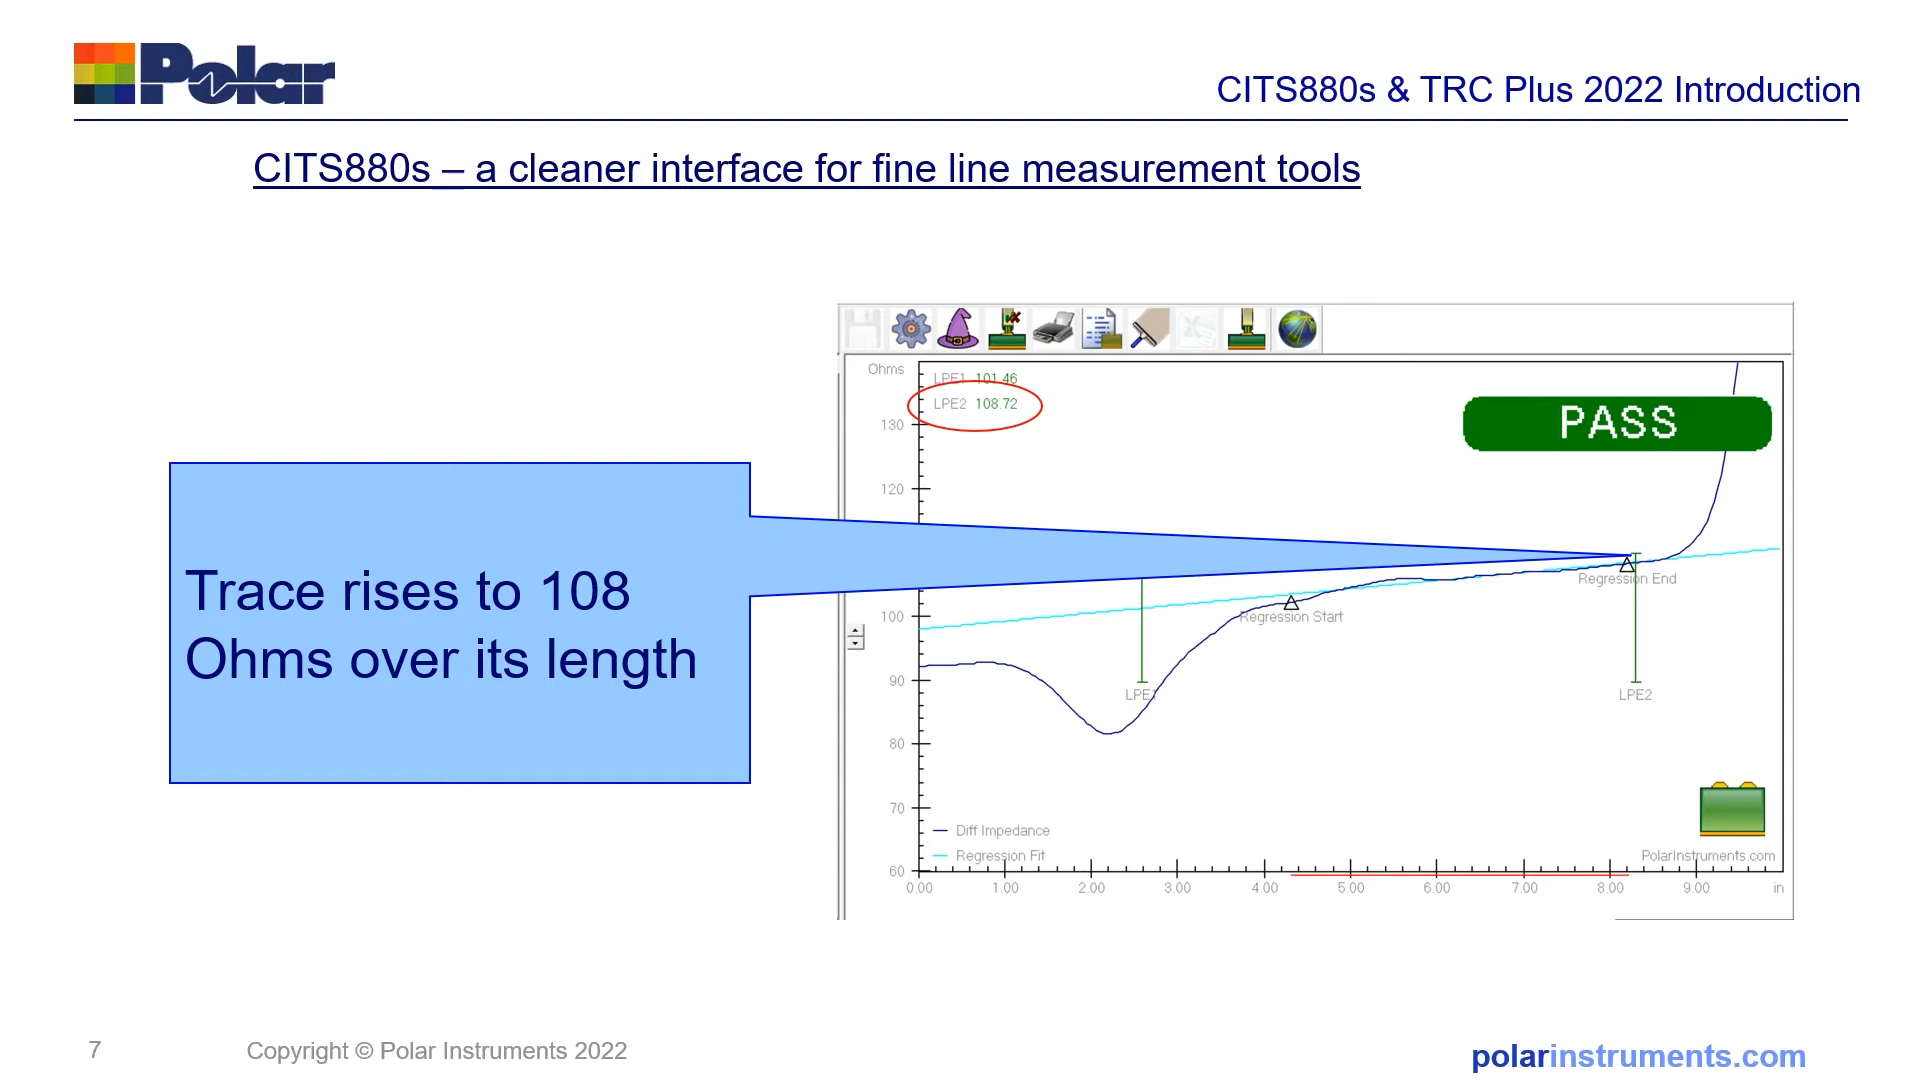 Polar
CITS880s & TRC Plus 2022 Introduction
CITS880s – a cleaner interface for fine line measurement tools
Trace rises to 108
Ohms over its length
Ohms
LPE1 101.46
LPE2 108.72
PASS
130
120
100
90
80
70
60
Regression End
Regression Start
LPE1
LPE2
Diff Impedance
Regression Fit
PolarInstruments.com
0.00 1.00 2.00 3.00 4.00 5.00 6.00 7.00 8.00 9.00 in
7
Copyright © Polar Instruments 2022
polarinstruments.com